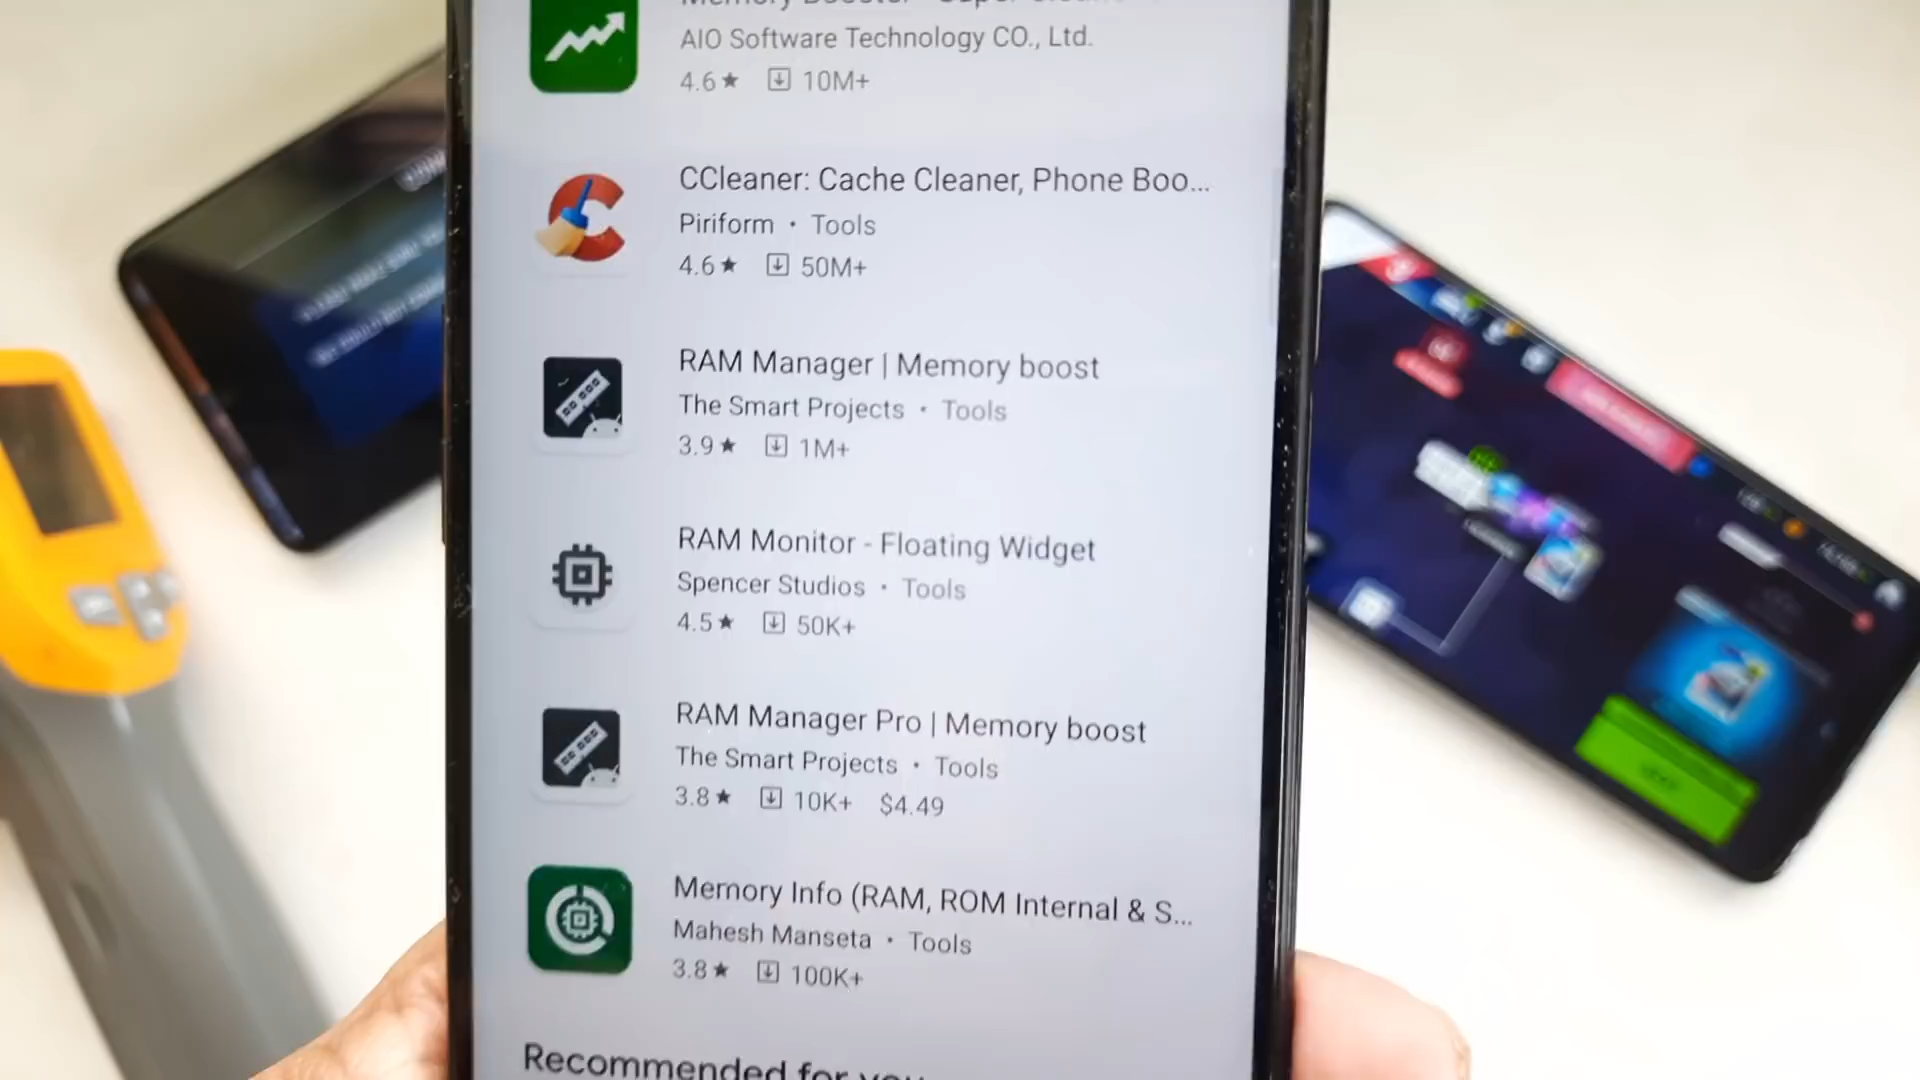 AIO Software Technology CO., Ltd.
4.6★ 10M+
CCleaner: Cache Cleaner, Phone Boo...
Piriform • Tools
4.6★ 50M+
RAM Manager | Memory boost
The Smart Projects • Tools
3.9★ 1M+
RAM Monitor - Floating Widget
Spencer Studios • Tools
4.5★ 50K+
RAM Manager Pro | Memory boost
The Smart Projects • Tools
3.8★ 10K+ $4.49
Memory Info (RAM, ROM Internal & S...
Mahesh Manseta • Tools
3.8★ 100K+
Recommended for you